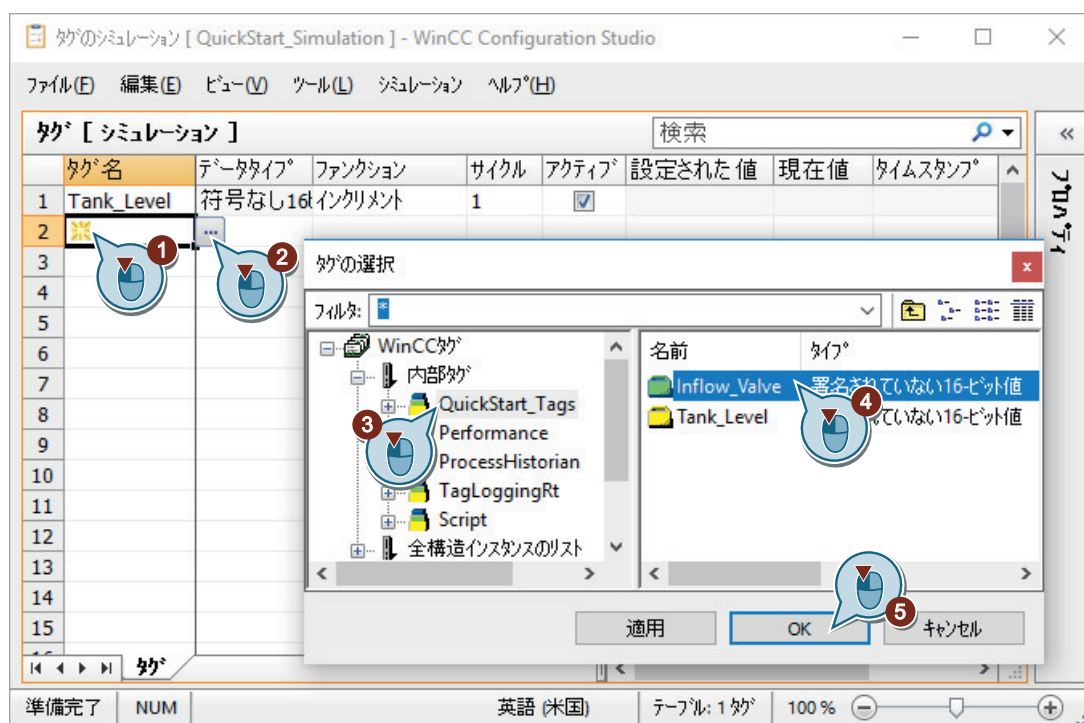 タグのシミュレーション [ QuickStart_Simulation ] - WinCC Configuration Studio
ファイル(F) 編集(E) ビュー(V) ツール(L) シミュレーション ヘルプ(H)
タグ [ シミュレーション ] 検索
タグ名 データタイプ ファンクション サイクル アクティブ 設定された値 現在値 タイムスタンプ
プロパティ
1 Tank_Level 符号なし16 インクリメント 1
2 ...
1
2
3
4
5
6
7
8
9
10
11
12
13
14
15
タグの選択
フィルタ: *
WinCCタグ
内部タグ
QuickStart_Tags
Performance
ProcessHistorian
TagLoggingRt
Script
全構造インスタンスのリスト
3
名前 タイプ
Inflow_Valve 署名されていない16-ビット値
Tank_Level れていない16-ビット値
4
5
適用 OK キャンセル
タグ
準備完了 NUM 英語 (米国) テーブル: 1 タグ 100 %